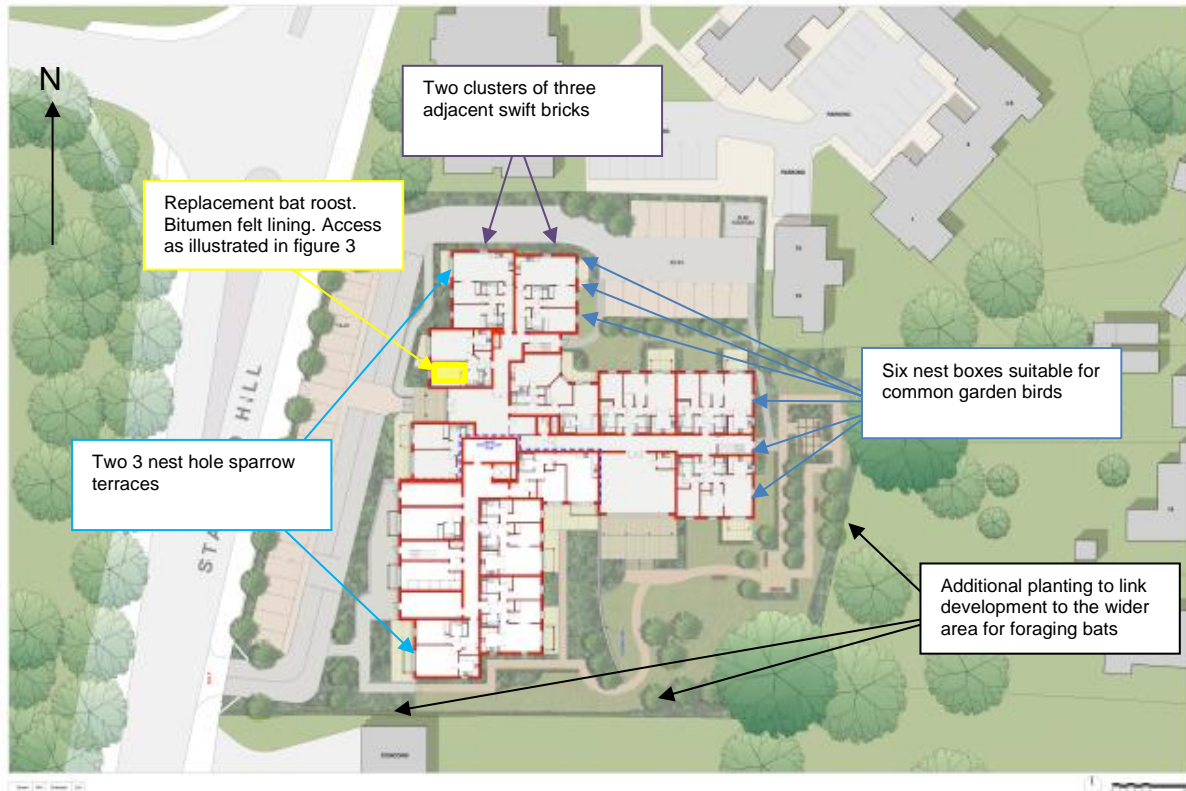 N
Two clusters of three
adjacent swift bricks
PARKING
PARKING
Replacement bat roost.
Bitumen felt lining. Access
as illustrated in figure 3
Six nest boxes suitable for
common garden birds
HILL
Two 3 nest hole sparrow
terraces
Additional planting to link
development to the wider
area for foraging bats